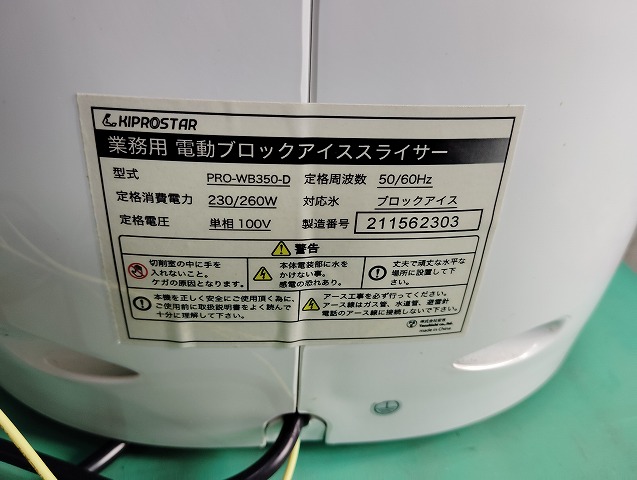 KIPROSTAR
業務用 電動ブロックアイススライサー
型式 PRO-WB350-D 定格周波数 50/60Hz
定格消費電力 230/260W 対応氷 ブロックアイス
定格電圧 単相100V 製造番号 211562303
警告
切削室の中に手を
入れないこと。
ケガの原因となります。
本体電装部に水を
かけない事。
感電の恐れあり。
丈夫で頑丈な水平な
場所に設置して下
さい。
本機を正しく安全にご使用頂く為に、
ご使用前に取扱説明書をよく読んで
十分に理解して下さい。
アース工事を必ず行ってください。
アース線はガス管、水道管、避雷針
電話のアース線に接続しないで下さい。
made in China